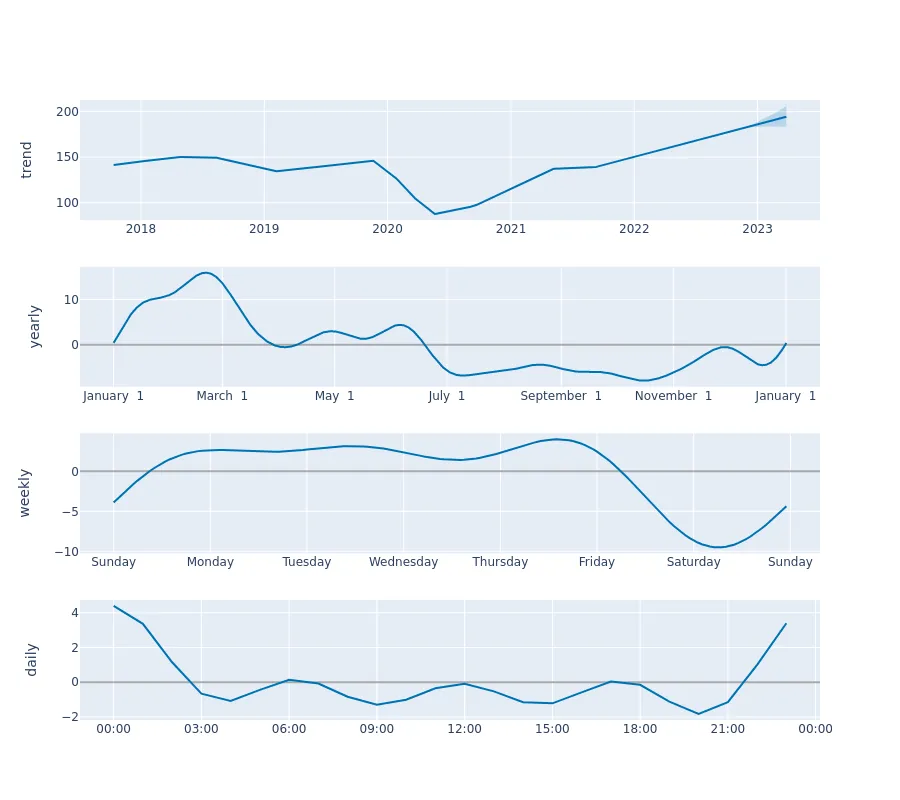 trend
200
150
100
2018 2019 2020 2021 2022 2023
yearly
10
0
January 1 March 1 May 1 July 1 September 1 November 1 January 1
weekly
0
−5
−10
Sunday Monday Tuesday Wednesday Thursday Friday Saturday Sunday
daily
4
2
0
−2
00:00 03:00 06:00 09:00 12:00 15:00 18:00 21:00 00:00